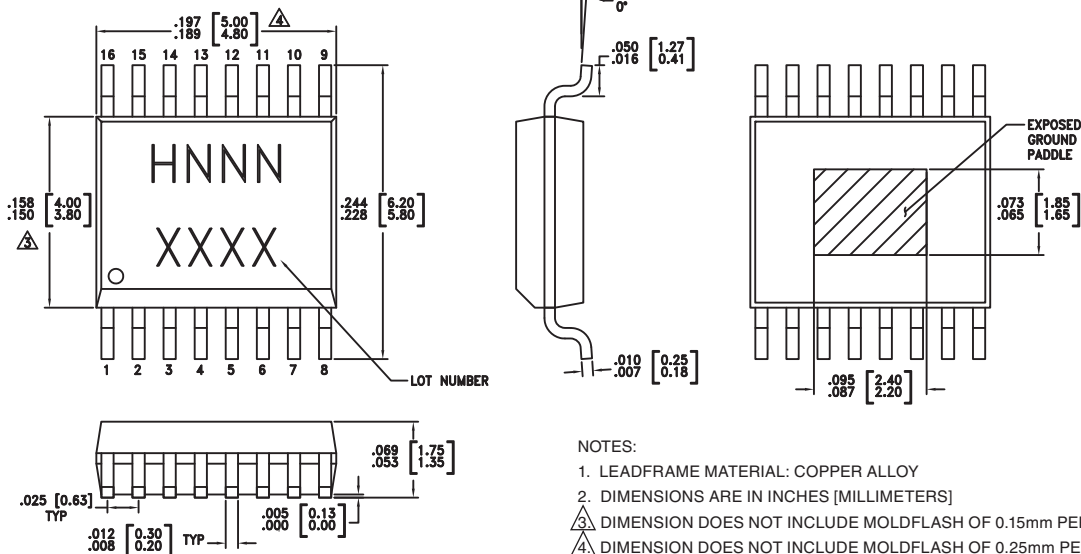 .197 [5.00] 4
.189 [4.80]
16 15 14 13 12 11 10 9
HNNN
XXXX
.158 [4.00]
.150 [3.80]
3
.244 [6.20]
.228 [5.80]
1 2 3 4 5 6 7 8
LOT NUMBER
0°
.050 [1.27]
.016 [0.41]
.010 [0.25]
.007 [0.18]
EXPOSED
GROUND
PADDLE
.073 [1.85]
.065 [1.65]
.095 [2.40]
.087 [2.20]
.069 [1.75]
.053 [1.35]
.025 [0.63]
TYP
.012 [0.30]
.008 [0.20] TYP
.005 [0.13]
.000 [0.00]
NOTES:
1. LEADFRAME MATERIAL: COPPER ALLOY
2. DIMENSIONS ARE IN INCHES [MILLIMETERS]
3. DIMENSION DOES NOT INCLUDE MOLDFLASH OF 0.15mm
4. DIMENSION DOES NOT INCLUDE MOLDFLASH OF 0.25mm